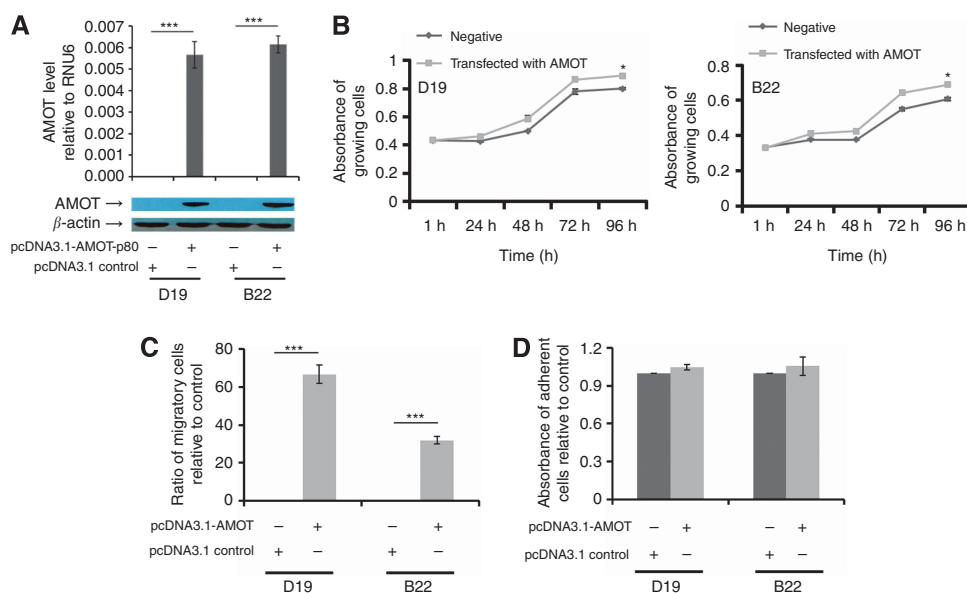 A
AMOT level
relative to RNU6
0.007
0.006
0.005
0.004
0.003
0.002
0.001
0.000
***
***
AMOT →
β-actin →
pcDNA3.1-AMOT-p80 – + – +
pcDNA3.1 control + – + –
D19 B22
B
Negative
Transfected with AMOT
D19
*
Absorbance of
growing cells
1
0.8
0.6
0.4
0.2
0
1 h 24 h 48 h 72 h 96 h
Time (h)
Negative
Transfected with AMOT
B22
*
Absorbance of
growing cells
0.8
0.6
0.4
0.2
0
1 h 24 h 48 h 72 h 96 h
Time (h)
C
Ratio of migratory cells
relative to control
80
60
40
20
0
***
***
pcDNA3.1-AMOT – + – +
pcDNA3.1 control + – + –
D19 B22
D
Absorbance of adherent
cells relative to control
1.2
0.9
0.6
0.3
0
pcDNA3.1-AMOT – + – +
pcDNA3.1 control + – + –
D19 B22